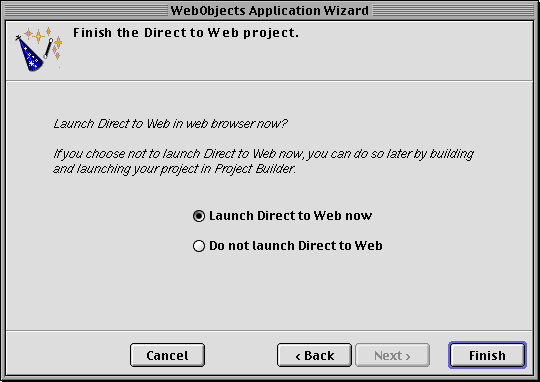 WebObjects Application Wizard
Finish the Direct to Web project.
Launch Direct to Web in web browser now?
If you choose not to launch Direct to Web now, you can do so later by building
and launching your project in Project Builder.
Launch Direct to Web now
Do not launch Direct to Web
Cancel
‹ Back
Next ›
Finish